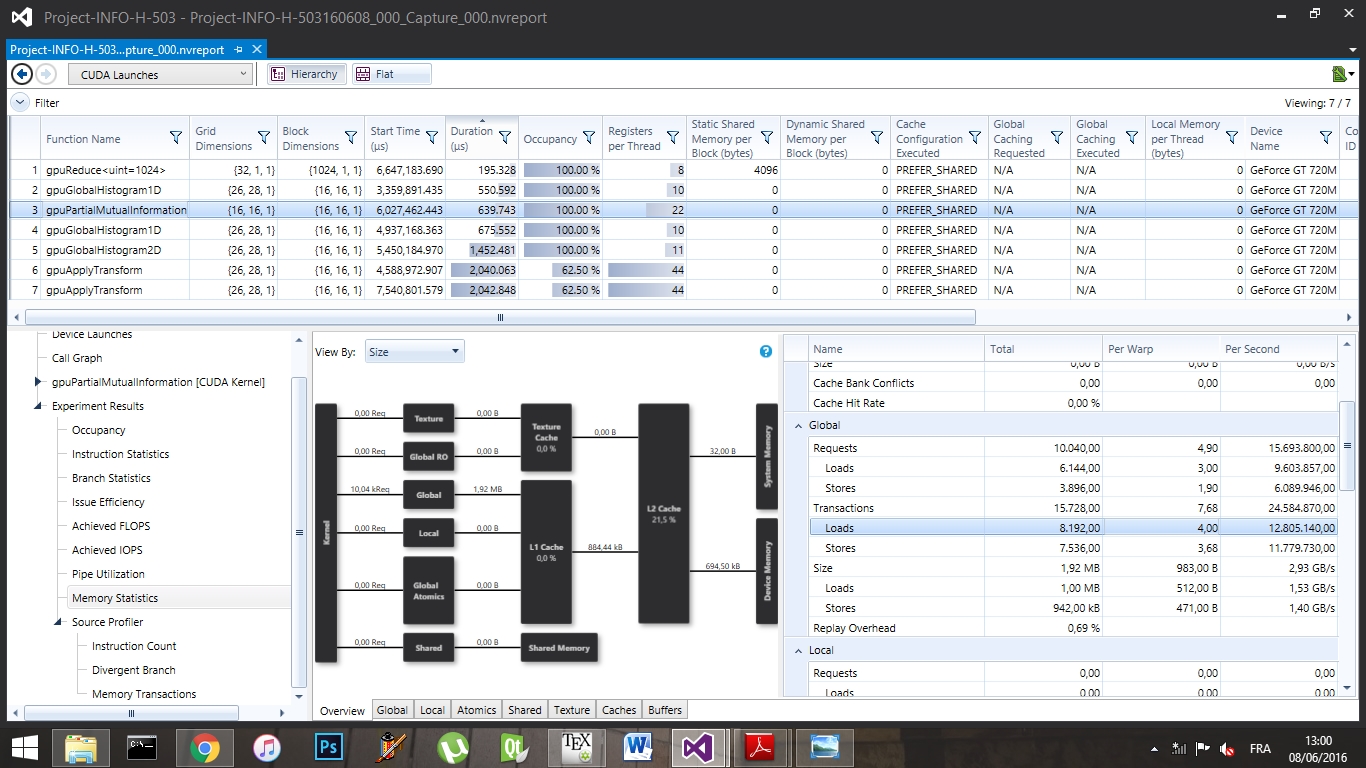 Project-INFO-H-503 - Project-INFO-H-503160608_000_Capture_000.nvreport
Project-INFO-H-503...pture_000.nvreport
CUDA Launches Hierarchy Flat
Filter Viewing: 7 / 7
Function Name Grid Dimensions Block Dimensions Start Time (µs) Duration (µs) Occupancy Registers per Thread Static Shared Memory per Block (bytes) Dynamic Shared Memory per Block (bytes) Cache Configuration Executed Global Caching Requested Global Caching Executed Local Memory per Thread (bytes) Device Name Co ID
1 gpuReduce<uint=1024> {32, 1, 1} {1024, 1, 1} 6,647,183.690 195.328 100.00 % 8 4096 0 PREFER_SHARED N/A N/A 0 GeForce GT 720M
2 gpuGlobalHistogram1D {26, 28, 1} {16, 16, 1} 3,359,891.435 550.592 100.00 % 10 0 0 PREFER_SHARED N/A N/A 0 GeForce GT 720M
3 gpuPartialMutualInformation {16, 16, 1} {16, 16, 1} 6,027,462.443 639.743 100.00 % 22 0 0 PREFER_SHARED N/A N/A 0 GeForce GT 720M
4 gpuGlobalHistogram1D {26, 28, 1} {16, 16, 1} 4,937,168.363 675.552 100.00 % 10 0 0 PREFER_SHARED N/A N/A 0 GeForce GT 720M
5 gpuGlobalHistogram2D {26, 28, 1} {16, 16, 1} 5,450,184.970 1,452.481 100.00 % 11 0 0 PREFER_SHARED N/A N/A 0 GeForce GT 720M
6 gpuApplyTransform {26, 28, 1} {16, 16, 1} 4,588,972.907 2,040.063 62.50 % 44 0 0 PREFER_SHARED N/A N/A 0 GeForce GT 720M
7 gpuApplyTransform {26, 28, 1} {16, 16, 1} 7,540,801.579 2,042.848 62.50 % 44 0 0 PREFER_SHARED N/A N/A 0 GeForce GT 720M
Device Launches
Call Graph
gpuPartialMutualInformation [CUDA Kernel]
Experiment Results
Occupancy
Instruction Statistics
Branch Statistics
Issue Efficiency
Achieved FLOPS
Achieved IOPS
Pipe Utilization
Memory Statistics
Source Profiler
Instruction Count
Divergent Branch
Memory Transactions
View By: Size
Kernel
0,00 Req Texture 0,00 B
Texture Cache 0,0 %
0,00 B
0,00 Req Global RO 0,00 B
10,04 kReq Global 1,92 MB
0,00 Req Local 0,00 B
L1 Cache 0,0 %
884,44 kB
0,00 Req Global Atomics 0,00 B
0,00 Req Shared 0,00 B Shared Memory
L2 Cache 21,5 %
32,00 B System Memory
694,50 kB Device Memory
Overview Global Local Atomics Shared Texture Caches Buffers
Name Total Per Warp Per Second
Size 0,00 B 0,00 B 0,00 B/s
Cache Bank Conflicts 0,00 0,00 0,00
Cache Hit Rate 0,00 %
Global
Requests 10.040,00 4,90 15.693.800,00
Loads 6.144,00 3,00 9.603.857,00
Stores 3.896,00 1,90 6.089.946,00
Transactions 15.728,00 7,68 24.584.870,00
Loads 8.192,00 4,00 12.805.140,00
Stores 7.536,00 3,68 11.779.730,00
Size 1,92 MB 983,00 B 2,93 GB/s
Loads 1,00 MB 512,00 B 1,53 GB/s
Stores 942,00 kB 471,00 B 1,40 GB/s
Replay Overhead 0,69 %
Local
Requests 0,00 0,00 0,00
Loads 0,00 0,00 0,00
C:\
Ps
Qt
TEX
W
FRA
13:00
08/06/2016